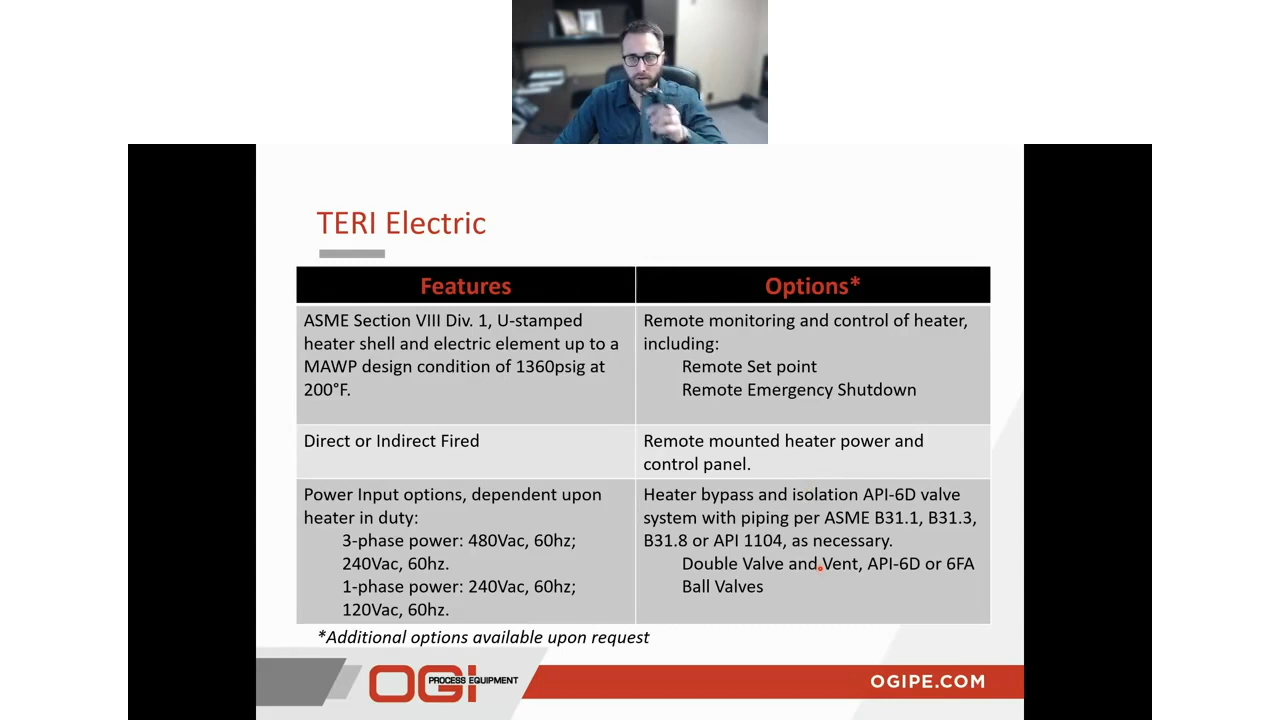 TERI Electric
Features
Options*
ASME Section VIII Div. 1, U-stamped
heater shell and electric element up to a
MAWP design condition of 1360psig at
200°F.
Remote monitoring and control of heater,
including:
Remote Set point
Remote Emergency Shutdown
Direct or Indirect Fired
Remote mounted heater power and
control panel.
Power Input options, dependent upon
heater in duty:
3-phase power: 480Vac, 60hz;
240Vac, 60hz.
1-phase power: 240Vac, 60hz;
120Vac, 60hz.
Heater bypass and isolation API-6D valve
system with piping per ASME B31.1, B31.3,
B31.8 or API 1104, as necessary.
Double Valve and Vent, API-6D or 6FA
Ball Valves
*Additional options available upon request
OGI PROCESS EQUIPMENT
OGIPE.COM